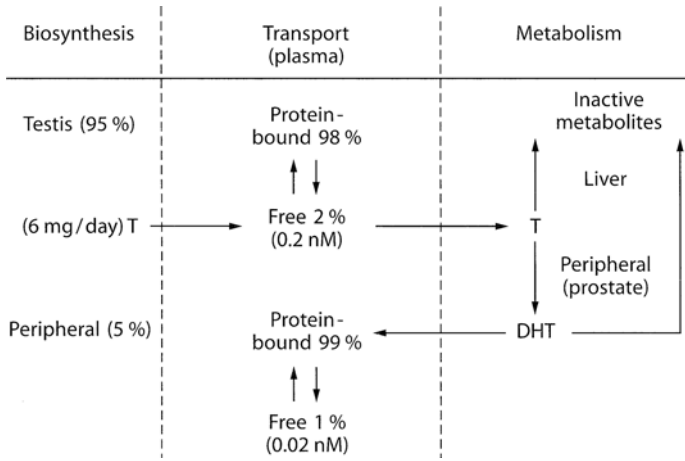 Biosynthesis
Transport
(plasma)
Metabolism
Testis (95 %)
Protein-
bound 98 %
Inactive
metabolites
Liver
(6 mg/day) T
Free 2 %
(0.2 nM)
T
Peripheral
(prostate)
Peripheral (5 %)
Protein-
bound 99 %
DHT
Free 1 %
(0.02 nM)